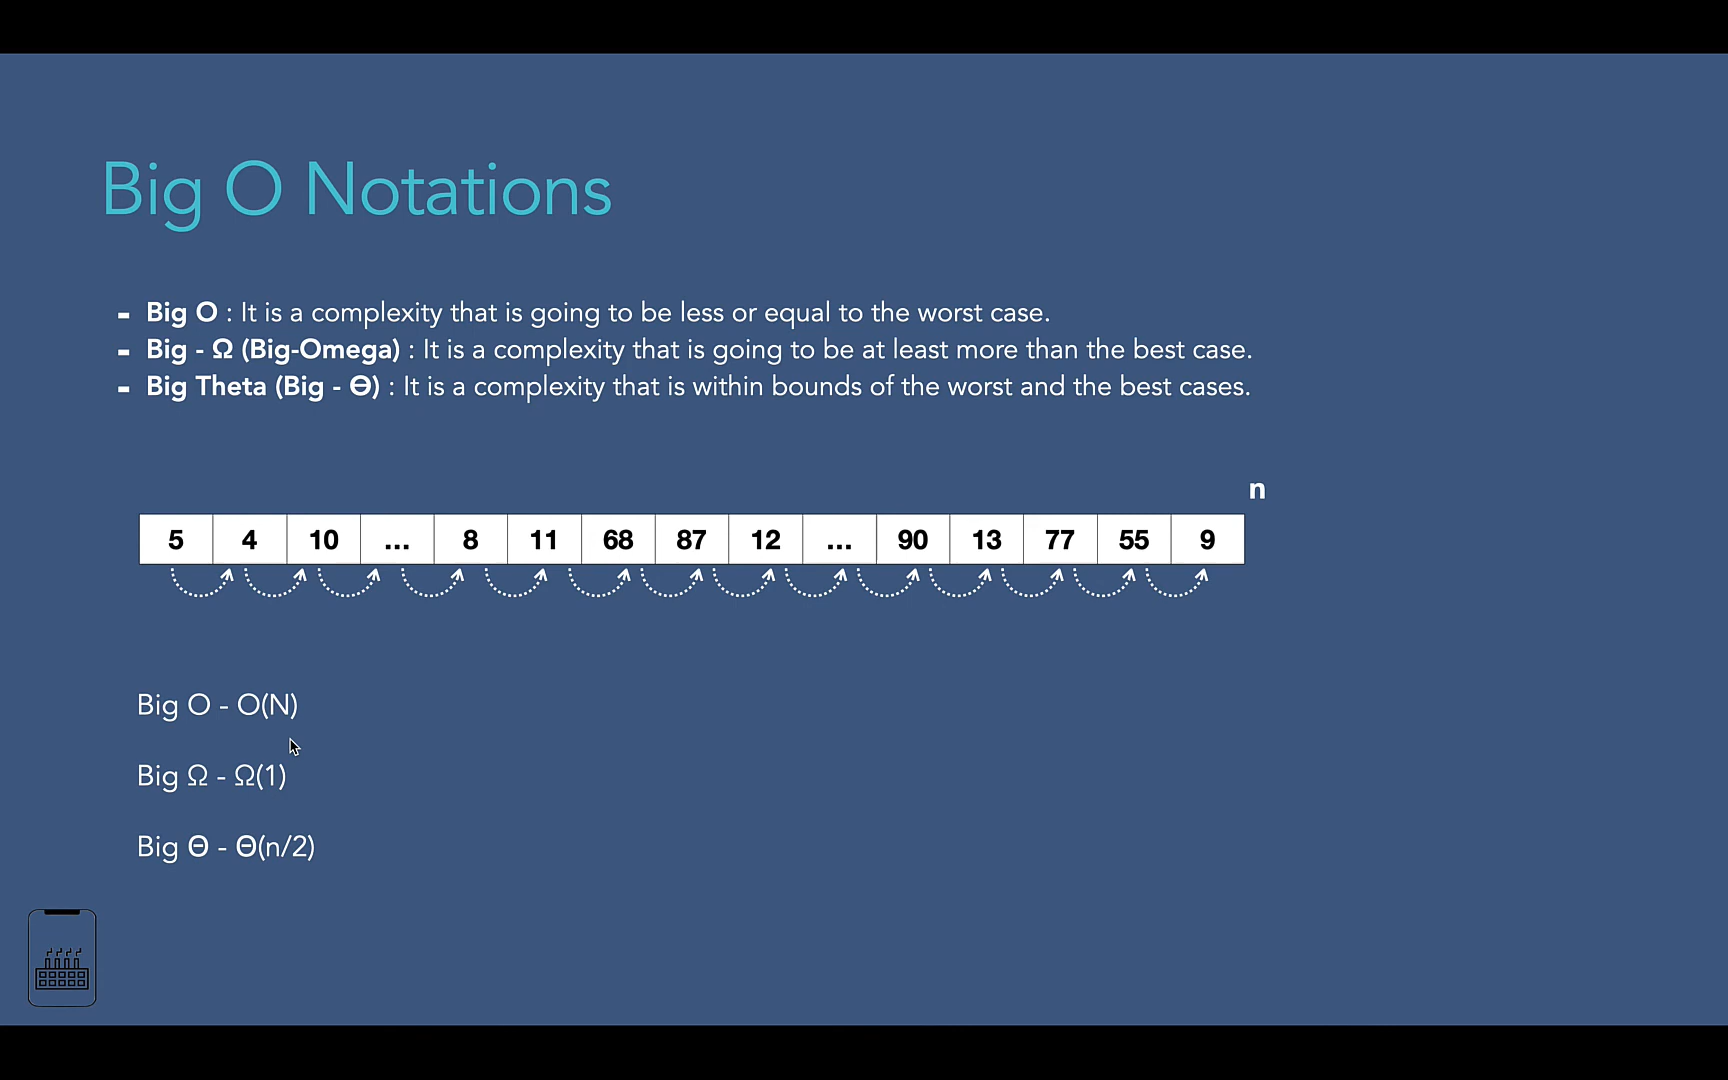 Big O Notations
- Big O : It is a complexity that is going to be less or equal to the worst case.
- Big - Ω (Big-Omega) : It is a complexity that is going to be at least more than the best case.
- Big Theta (Big - Θ) : It is a complexity that is within bounds of the worst and the best cases.
n
5 4 10 ... 8 11 68 87 12 ... 90 13 77 55 9
Big O - O(N)
Big Ω - Ω(1)
Big Θ - Θ(n/2)